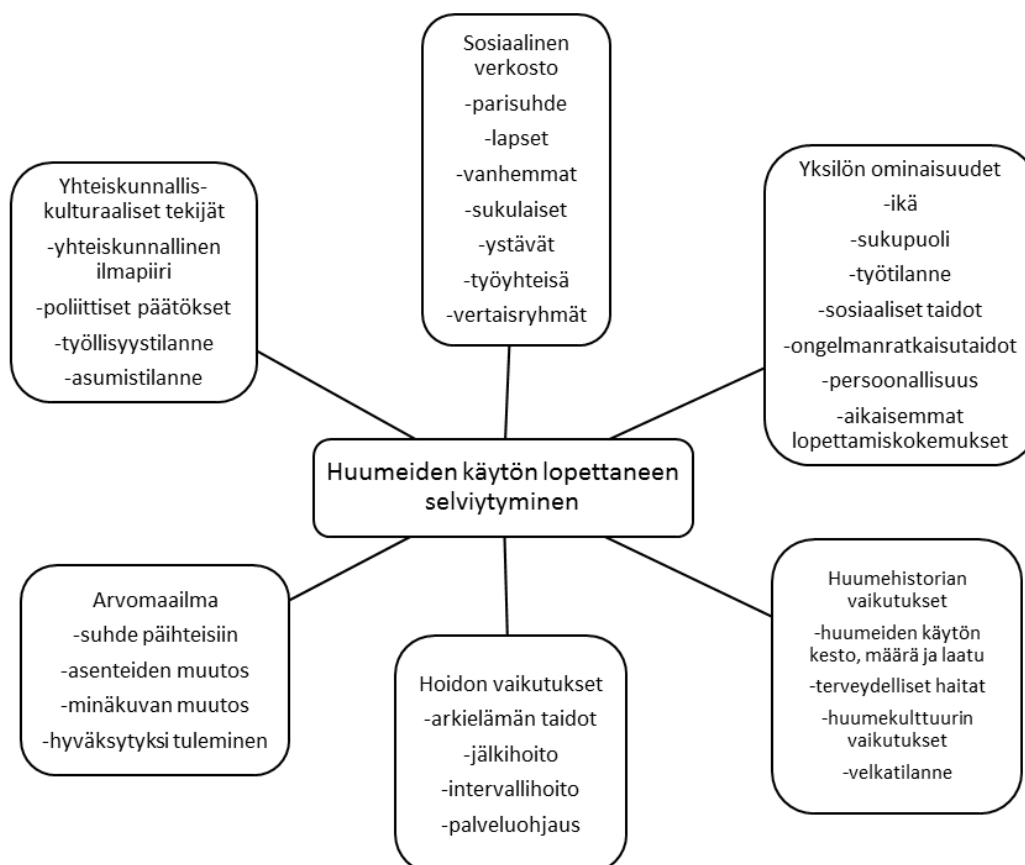 Sosiaalinen
verkosto
-parisuhde
-lapset
-vanhemmat
-sukulaiset
-ystävät
-työyhteisä
-vertaisryhmät
Yhteiskunnallis-
kulturaaliset tekijät
-yhteiskunnallinen
ilmapiiri
-poliittiset päätökset
-työllisyystilanne
-asumistilanne
Yksilön ominaisuudet
-ikä
-sukupuoli
-työtilanne
-sosiaaliset taidot
-ongelmanratkaisutaidot
-persoonallisuus
-aikaisemmat
lopettamiskokemukset
Huumeiden käytön lopettaneen
selviytyminen
Arvomaailma
-suhde päihteisiin
-asenteiden muutos
-minäkuvan muutos
-hyväksytyksi tuleminen
Hoidon vaikutukset
-arkielämän taidot
-jälkihoito
-intervallihoito
-palveluohjaus
Huumehistorian
vaikutukset
-huumeiden käytön
kesto, määrä ja laatu
-terveydelliset haitat
-huumekulttuurin
vaikutukset
-velkatilanne